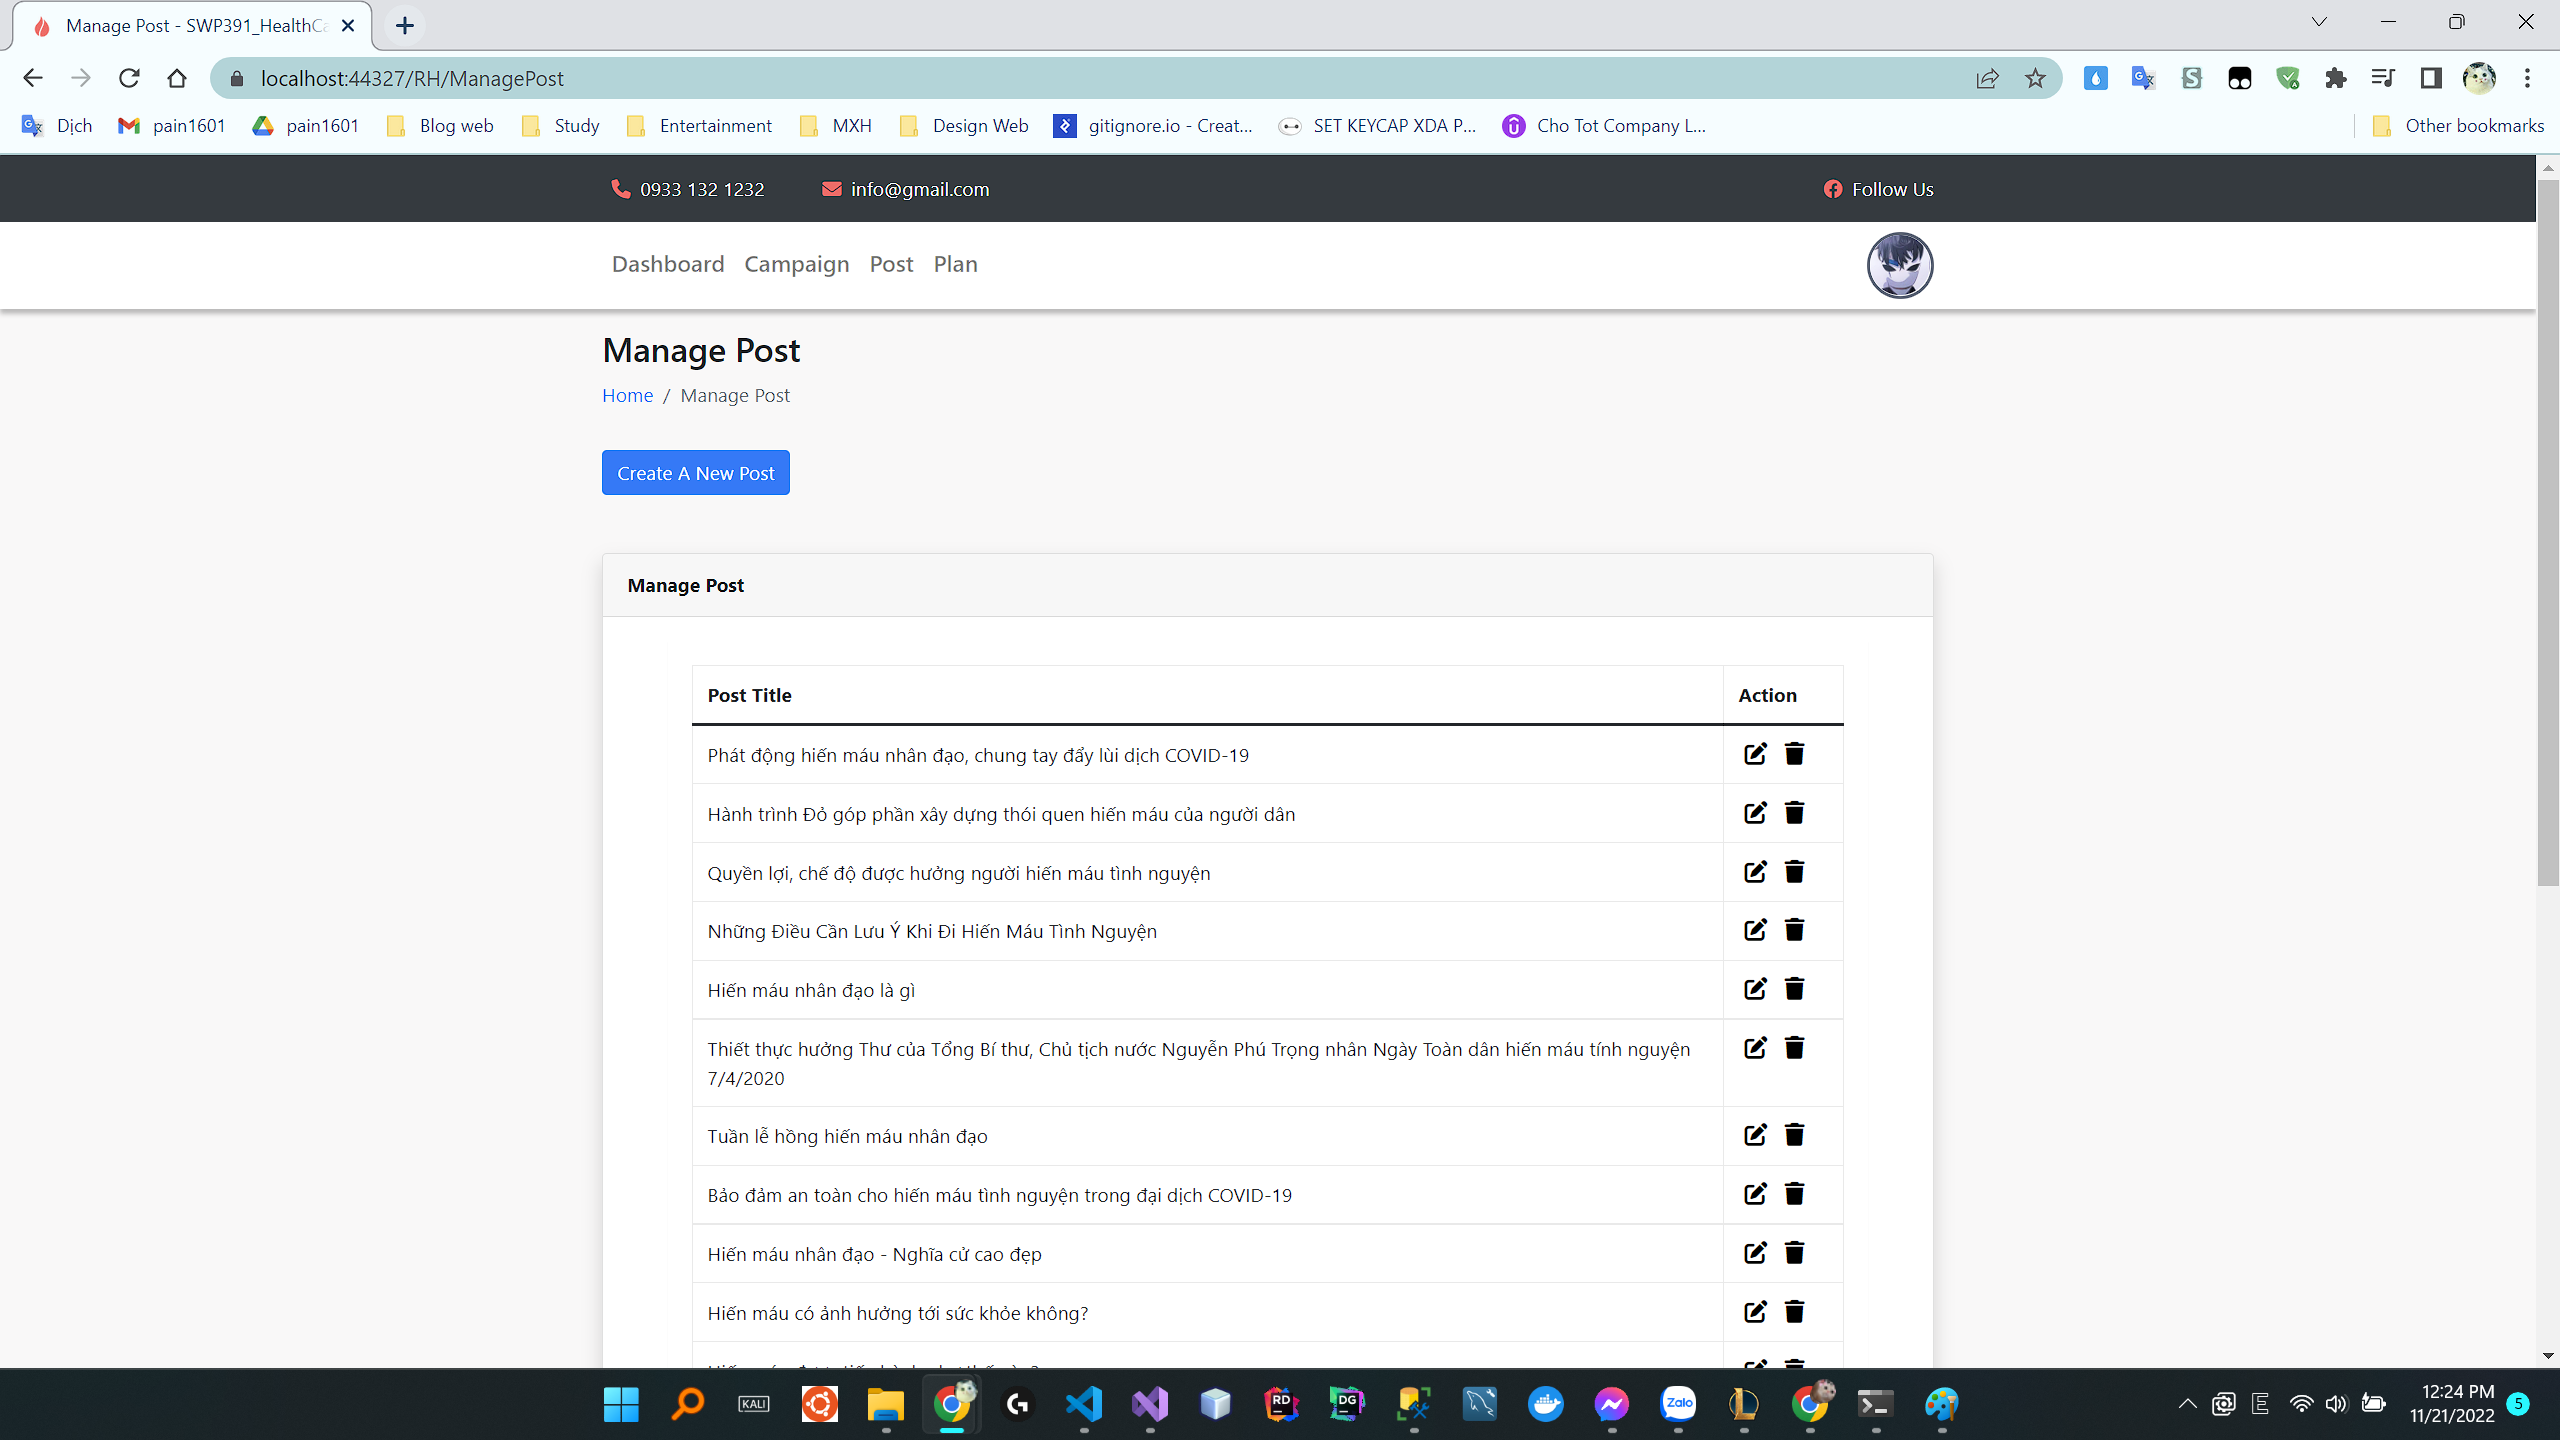 Manage Post - SWP391_HealthCa
localhost:44327/RH/ManagePost
Dịch pain1601 pain1601 Blog web Study Entertainment MXH Design Web gitignore.io - Creat... SET KEYCAP XDA P... Cho Tot Company L... Other bookmarks
0933 132 1232 info@gmail.com Follow Us
Dashboard Campaign Post Plan
Manage Post
Home / Manage Post
Create A New Post
Manage Post
Post Title Action
Phát động hiến máu nhân đạo, chung tay đẩy lùi dịch COVID-19
Hành trình Đỏ góp phần xây dựng thói quen hiến máu của người dân
Quyền lợi, chế độ được hưởng người hiến máu tình nguyện
Những Điều Cần Lưu Ý Khi Đi Hiến Máu Tình Nguyện
Hiến máu nhân đạo là gì
Thiết thực hưởng Thư của Tổng Bí thư, Chủ tịch nước Nguyễn Phú Trọng nhân Ngày Toàn dân hiến máu tính nguyện
7/4/2020
Tuần lễ hồng hiến máu nhân đạo
Bảo đảm an toàn cho hiến máu tình nguyện trong đại dịch COVID-19
Hiến máu nhân đạo - Nghĩa cử cao đẹp
Hiến máu có ảnh hưởng tới sức khỏe không?
KALI RD DG Zalo E 12:24 PM
11/21/2022 5